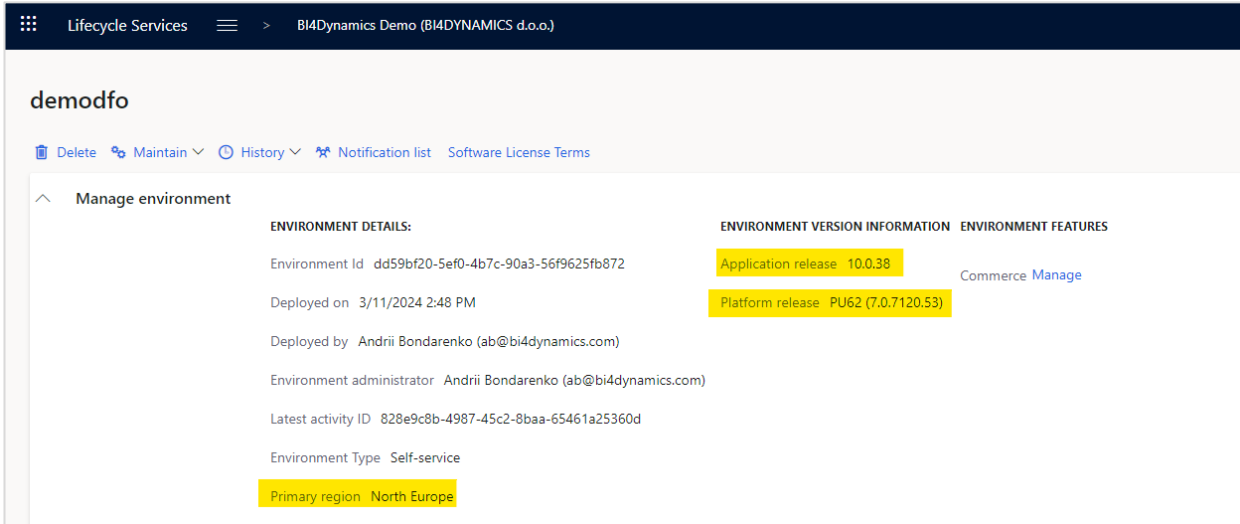 Lifecycle Services > BI4Dynamics Demo (BI4DYNAMICS d.o.o.)
demodfo
Delete Maintain History Notification list Software License Terms
Manage environment
ENVIRONMENT DETAILS: ENVIRONMENT VERSION INFORMATION ENVIRONMENT FEATURES
Environment Id dd59bf20-5ef0-4b7c-90a3-56f9625fb872 Application release 10.0.38
Commerce Manage
Deployed on 3/11/2024 2:48 PM Platform release PU62 (7.0.7120.53)
Deployed by Andrii Bondarenko (ab@bi4dynamics.com)
Environment administrator Andrii Bondarenko (ab@bi4dynamics.com)
Latest activity ID 828e9c8b-4987-45c2-8baa-65461a25360d
Environment Type Self-service
Primary region North Europe